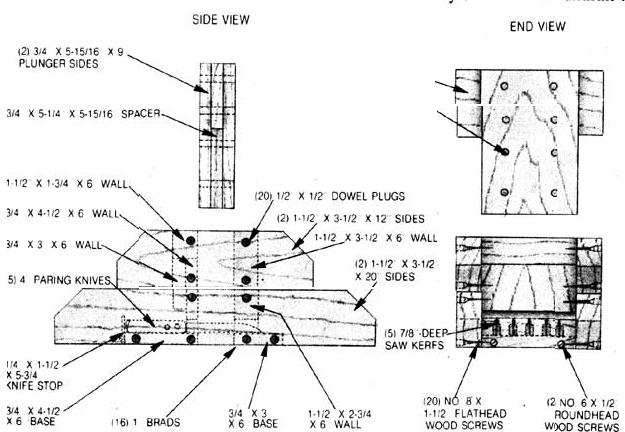 SIDE VIEW
END VIEW
(2) 3/4 X 5-15/16 X 9
PLUNGER SIDES
3/4 X 5-1/4 X 5-15/16 SPACER
1-1/2 X 1-3/4 X 6 WALL
3/4 X 4-1/2 X 6 WALL
3/4 X 3 X 6 WALL
5) 4 PARING KNIVES
1/4 X 1-1/2
X 5-3/4
KNIFE STOP
3/4 X 4-1/2
X 6 BASE
(16) 1 BRADS
3/4 X 3
X 6 BASE
1-1/2 X 2-3/4
X 6 WALL
(20) 1/2 X 1/2 DOWEL PLUGS
(2) 1-1/2 X 3-1/2 X 12 SIDES
1-1/2 X 3-1/2 X 6 WALL
(2) 1-1/2 X 3-1/2
X 20 SIDES
(5) 7/8 -DEEP
SAW KERFS
(20) NO 8 X
1-1/2 FLATHEAD
WOOD SCREWS
(2 NO 6 X 1/2
ROUNDHEAD
WOOD SCREWS